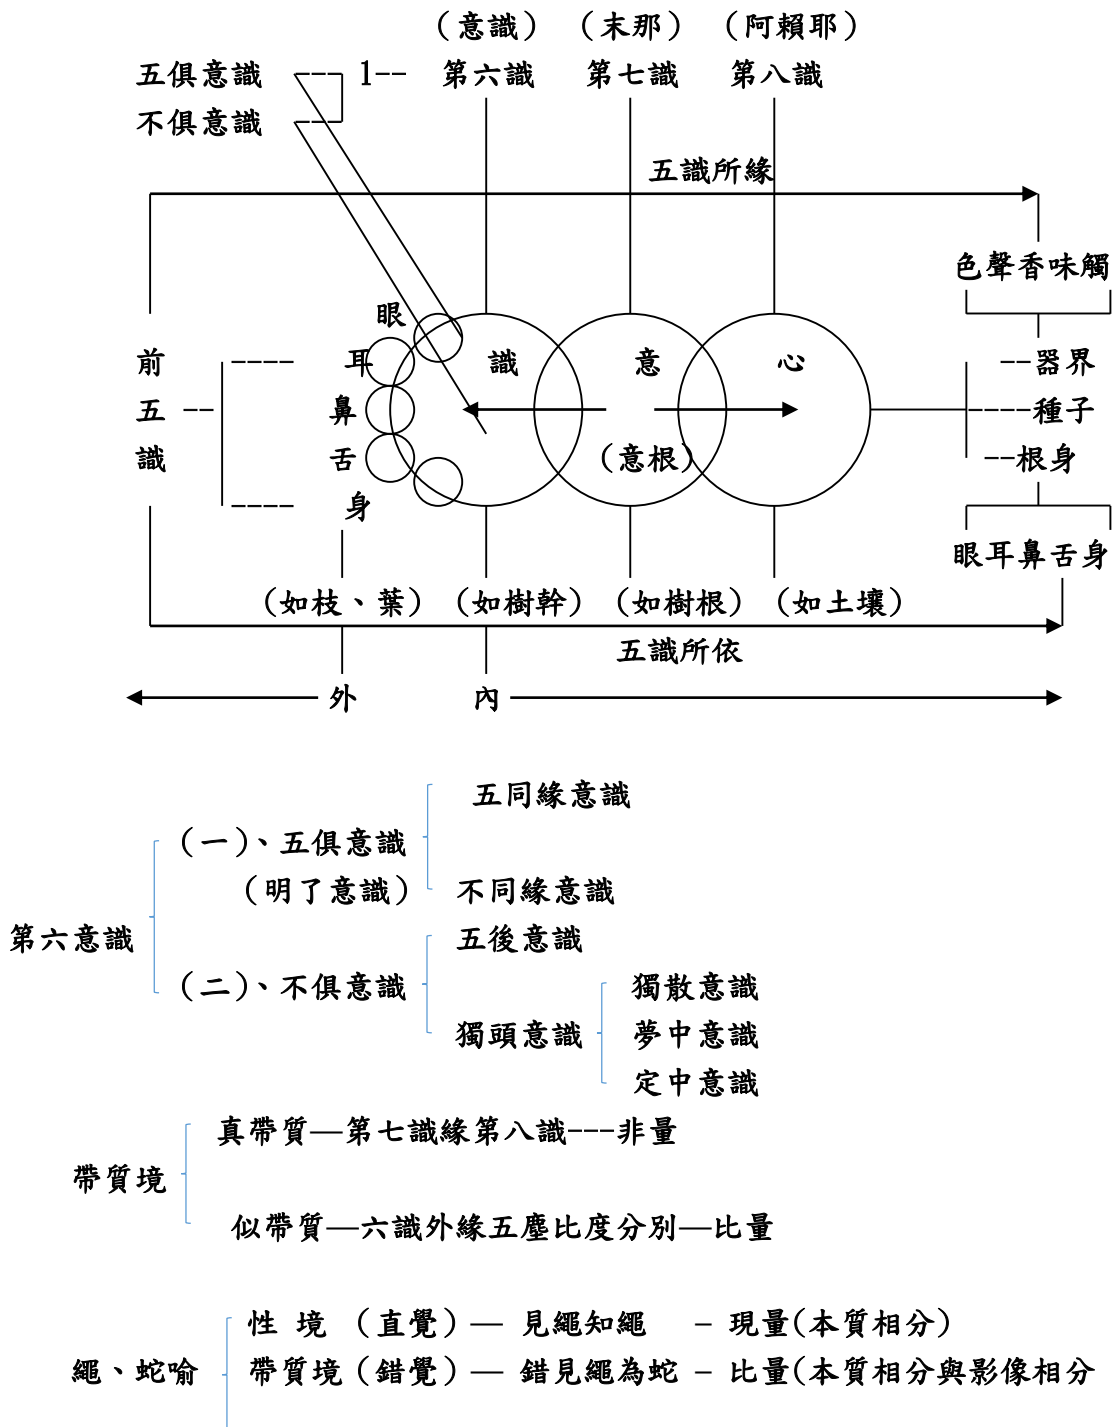 （意識）（末那）（阿賴耶）
五俱意識 1-- 第六識 第七識 第八識
不俱意識
五識所緣
色聲香味觸
眼
前 ---- 耳 識 意 心 --器界
五 -- 鼻 ----種子
識 舌 （意根） --根身
---- 身
眼耳鼻舌身
（如枝、葉）（如樹幹）（如樹根）（如土壤）
五識所依
外 內
五同緣意識
（一）、五俱意識
（明了意識） 不同緣意識
第六意識 五後意識
（二）、不俱意識 獨散意識
獨頭意識 夢中意識
定中意識
真帶質—第七識緣第八識---非量
帶質境
似帶質—六識外緣五塵比度分別—比量
性 境 （直覺）— 見繩知繩 – 現量(本質相分)
繩、蛇喻 帶質境（錯覺）— 錯見繩為蛇 – 比量(本質相分與影像相分